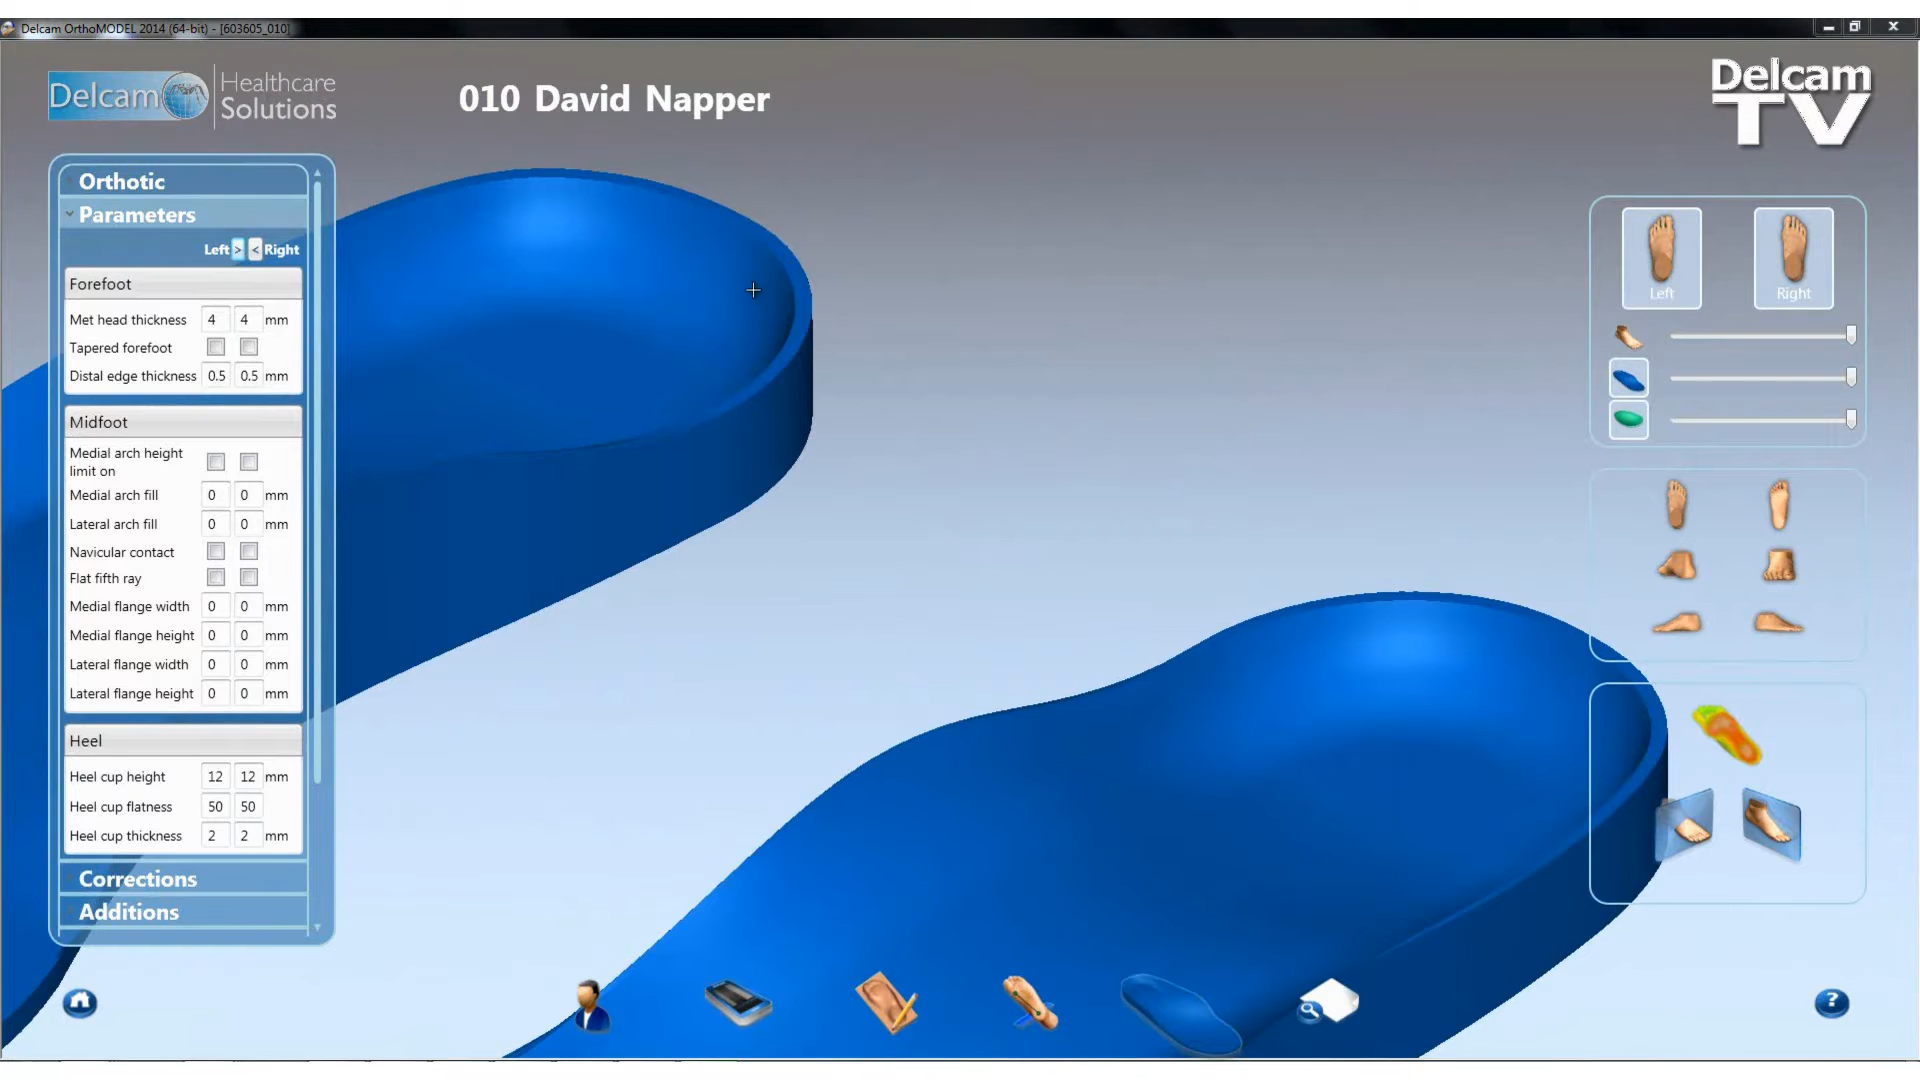 Delcam OrthoMODEL 2014 (64-bit) - [603605_010]
Delcam Healthcare Solutions
010 David Napper
Delcam TV
Orthotic
Parameters
Left > < Right
Forefoot
Met head thickness 4 4 mm
Tapered forefoot
Distal edge thickness 0.5 0.5 mm
Midfoot
Medial arch height
limit on
Medial arch fill 0 0 mm
Lateral arch fill 0 0 mm
Navicular contact
Flat fifth ray
Medial flange width 0 0 mm
Medial flange height 0 0 mm
Lateral flange width 0 0 mm
Lateral flange height 0 0 mm
Heel
Heel cup height 12 12 mm
Heel cup flatness 50 50
Heel cup thickness 2 2 mm
Corrections
Additions
Left Right
?